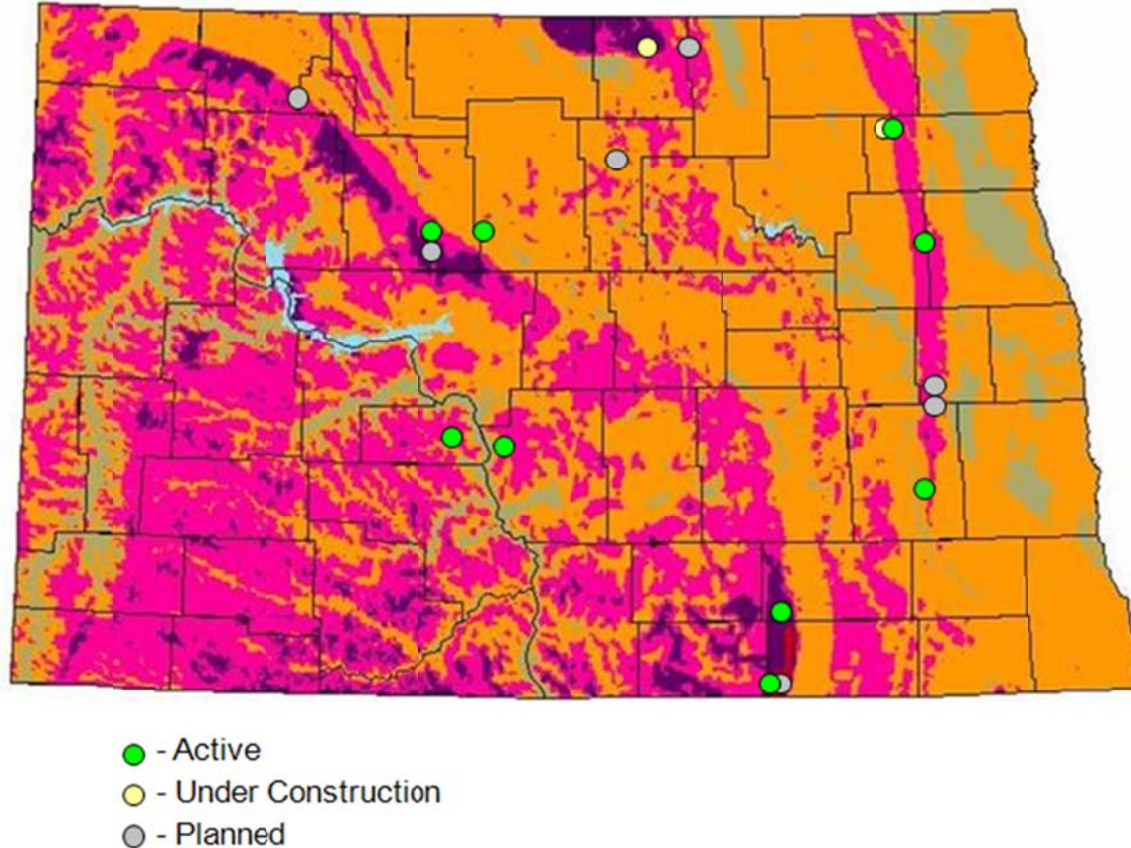 - Active
- Under Construction
- Planned